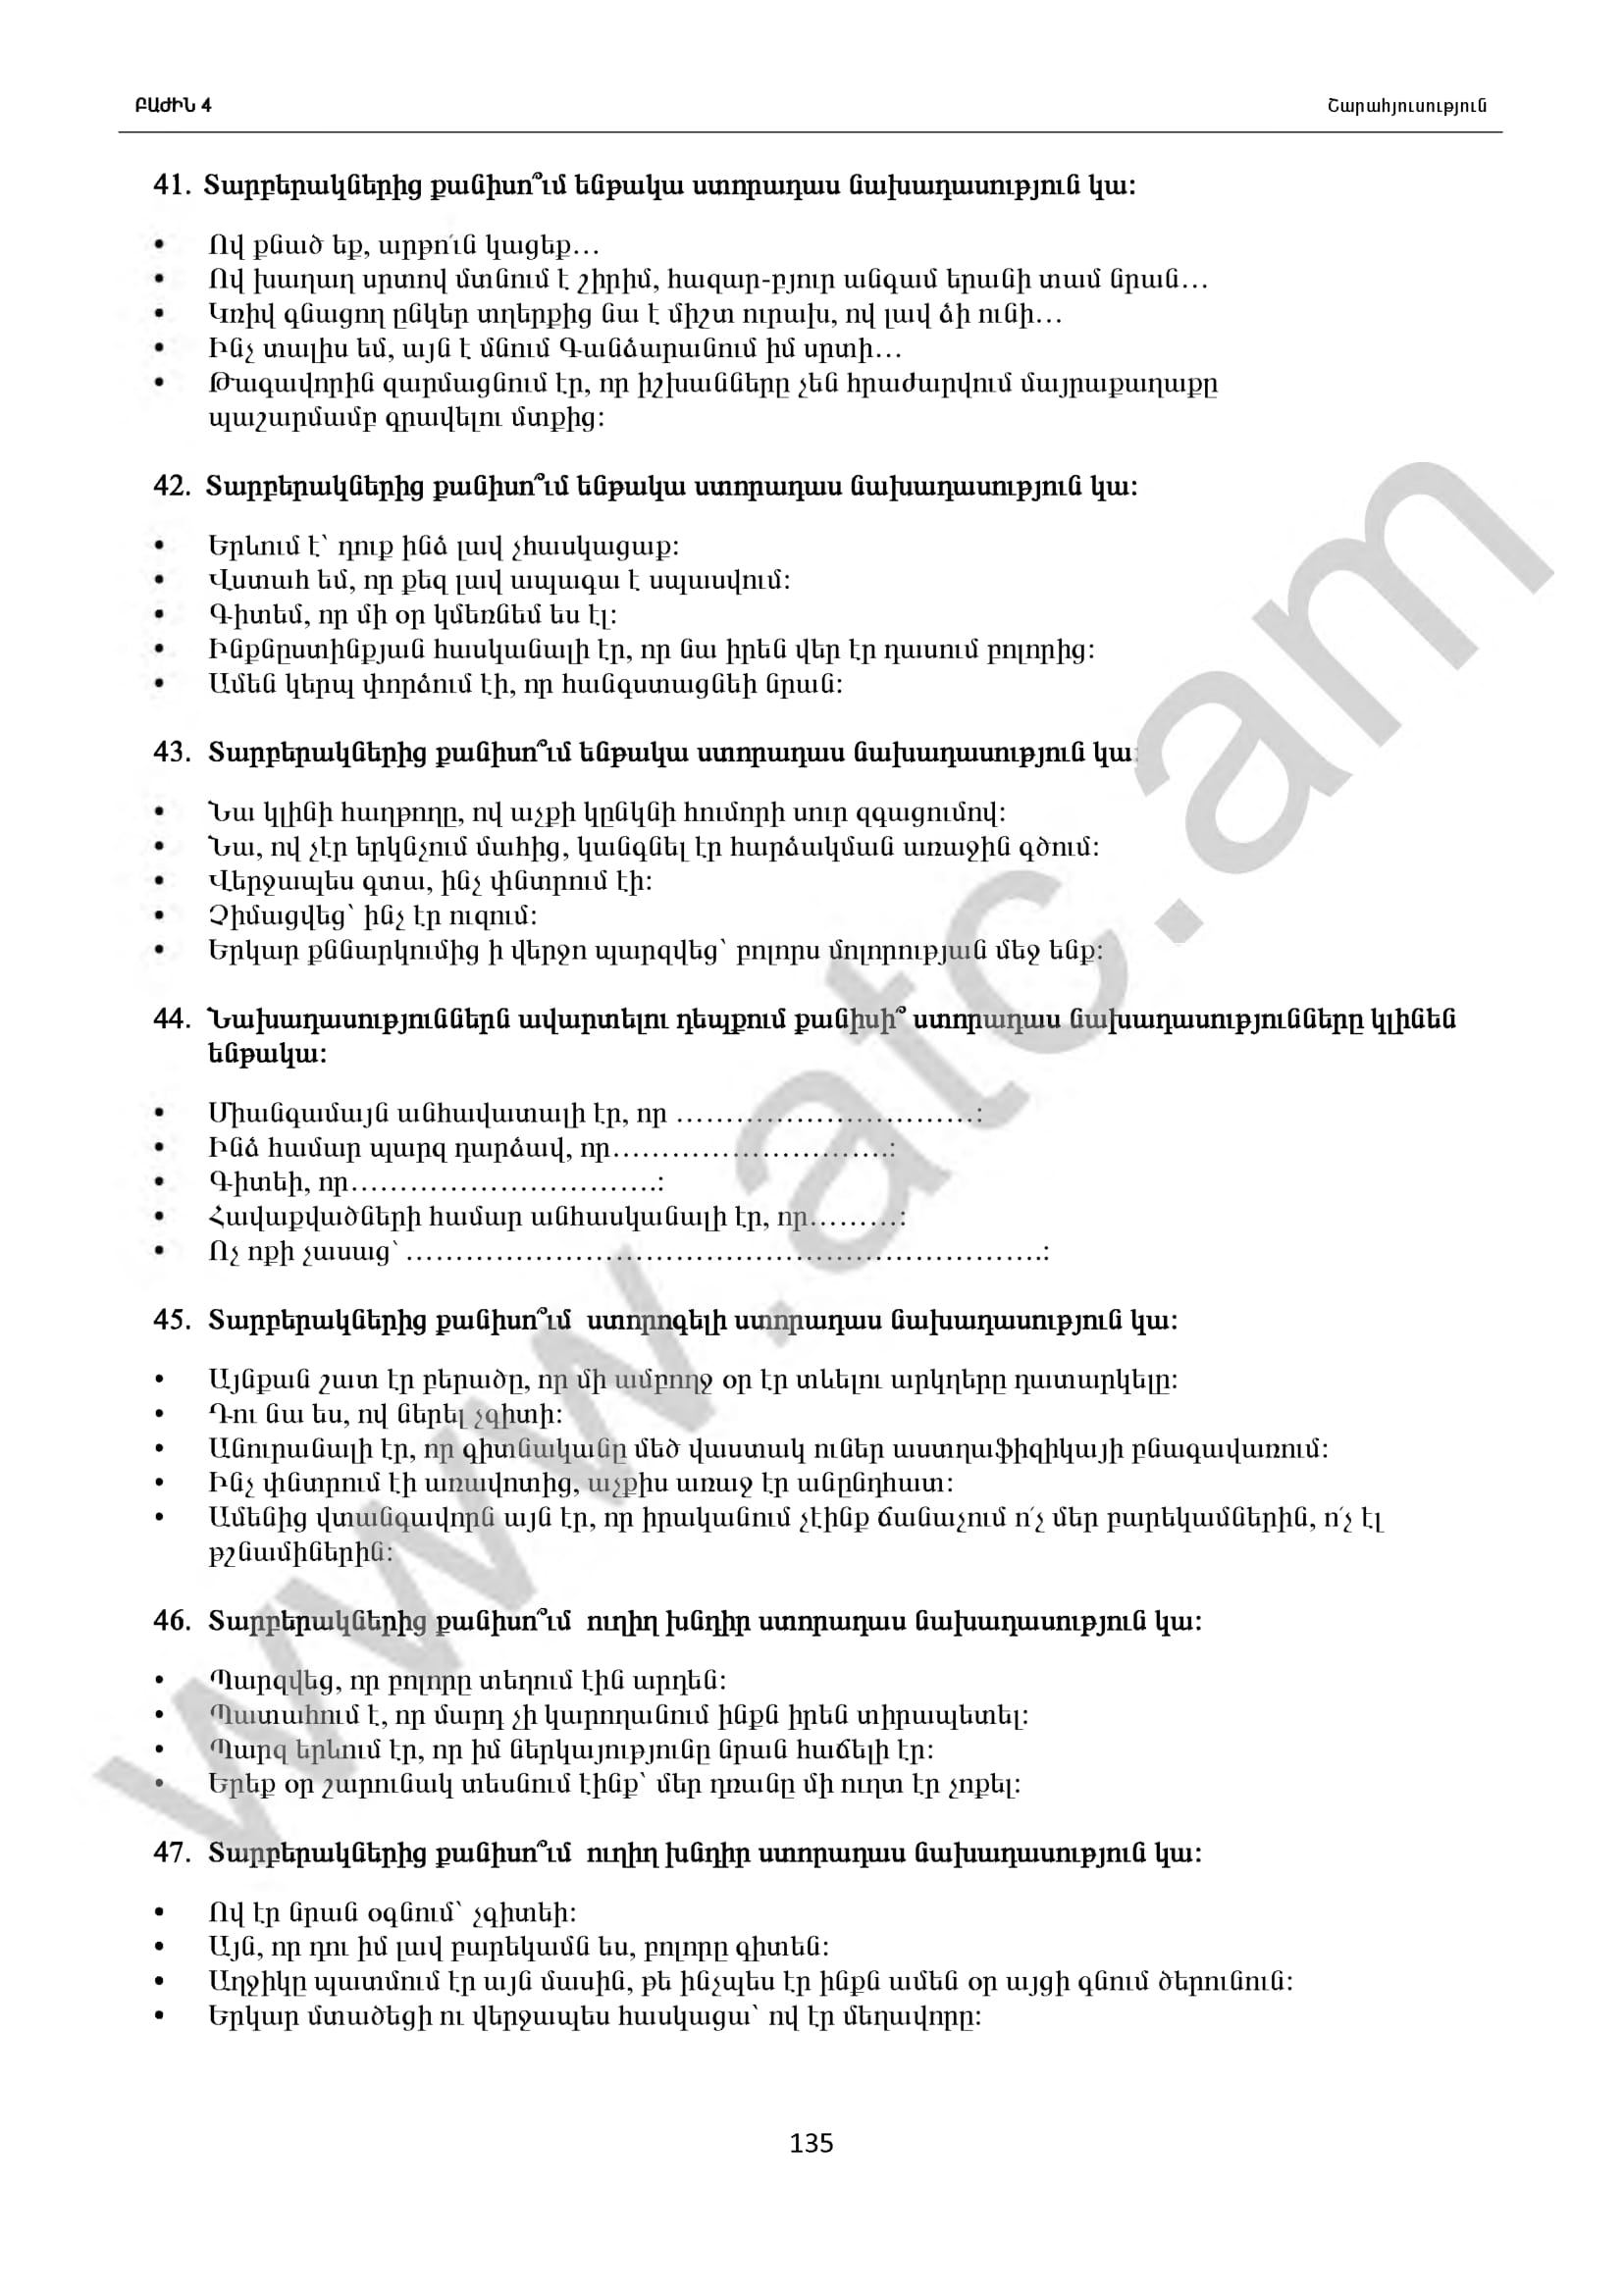 ԲԱԺԻՆ 4
Շարահյուսություն
41. Տարբերակներից քանիսո՞ւմ ենթակա ստորադաս նախադասություն կա:
• Ով քնած եք, արթո՛ւն կացեք…
• Ով խաղաղ սրտով մտնում է շիրիմ, հազար-բյուր անգամ երանի տամ նրան…
• Կռիվ գնացող ընկեր տղերքից նա է միշտ ուրախ, ով լավ ձի ունի…
• Ինչ տալիս եմ, այն է մնում Գանձարանում իմ սրտի…
• Թագավորին զարմացնում էր, որ իշխանները չեն հրաժարվում մայրաքաղաքը
պաշարմամբ գրավելու մտքից:
42. Տարբերակներից քանիսո՞ւմ ենթակա ստորադաս նախադասություն կա:
• Երևում է՝ դուք ինձ լավ չհասկացաք:
• Վստահ եմ, որ քեզ լավ ապագա է սպասվում:
• Գիտեմ, որ մի օր կմեռնեմ ես էլ:
• Ինքնըստինքյան հասկանալի էր, որ նա իրեն վեր էր դասում բոլորից:
• Ամեն կերպ փորձում էի, որ հանգստացնեի նրան:
43. Տարբերակներից քանիսո՞ւմ ենթակա ստորադաս նախադասություն կա:
• Նա կլինի հաղթողը, ով աչքի կընկնի հումորի սուր զգացումով:
• Նա, ով չէր երկնչում մահից, կանգնել էր հարձակման առաջին գծում:
• Վերջապես գտա, ինչ փնտրում էի:
• Չիմացվեց՝ ինչ էր ուզում:
• Երկար քննարկումից ի վերջո պարզվեց՝ բոլորս մոլորության մեջ ենք:
44. Նախադասություններն ավարտելու դեպքում քանիսի՞ ստորադաս նախադասությունները կլինեն
ենթակա:
• Միանգամայն անհավատալի էր, որ …………………………:
• Ինձ համար պարզ դարձավ, որ……………………….:
• Գիտեի, որ………………………….:
• Հավաքվածների համար անհասկանալի էր, որ………:
• Ոչ ոքի չասաց՝ ……………………………………………………….:
45. Տարբերակներից քանիսո՞ւմ ստորոգելի ստորադաս նախադասություն կա:
• Այնքան շատ էր բերածը, որ մի ամբողջ օր էր տևելու արկղերը դատարկելը:
• Դու նա ես, ով ներել չգիտի:
• Անուրանալի էր, որ գիտնականը մեծ վաստակ ուներ աստղաֆիզիկայի բնագավառում:
• Ինչ փնտրում էի առավոտից, աչքիս առաջ էր անընդհատ:
• Ամենից վտանգավորն այն էր, որ իրականում չէինք ճանաչում ո՛չ մեր բարեկամներին, ո՛չ էլ
թշնամիներին:
46. Տարբերակներից քանիսո՞ւմ ուղիղ խնդիր ստորադաս նախադասություն կա:
• Պարզվեց, որ բոլորը տեղում էին արդեն:
• Պատահում է, որ մարդ չի կարողանում ինքն իրեն տիրապետել:
• Պարզ երևում էր, որ իմ ներկայությունը նրան հաճելի էր:
• Երեք օր շարունակ տեսնում էինք՝ մեր դռանը մի ուղտ էր չոքել:
47. Տարբերակներից քանիսո՞ւմ ուղիղ խնդիր ստորադաս նախադասություն կա:
• Ով էր նրան օգնում՝ չգիտեի:
• Այն, որ դու իմ լավ բարեկամն ես, բոլորը գիտեն:
• Աղջիկը պատմում էր այն մասին, թե ինչպես էր ինքն ամեն օր այցի գնում ծերունուն:
• Երկար մտածեցի ու վերջապես հասկացա՝ ով էր մեղավորը:
135
www.atc.am